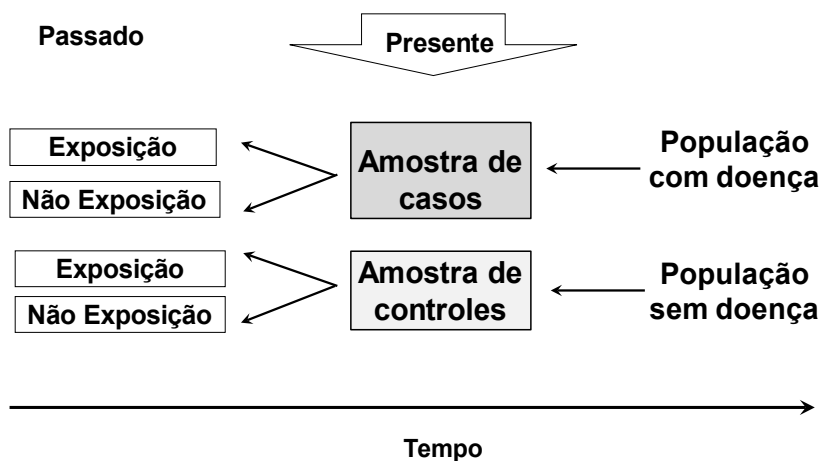 Passado
Presente
Exposição
Não Exposição
Amostra de
casos
População
com doença
Exposição
Não Exposição
Amostra de
controles
População
sem doença
Tempo